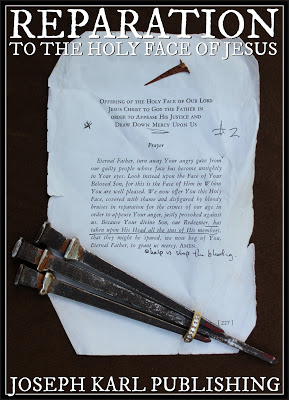 REPARATION
TO THE HOLY FACE OF JESUS
OFFERING OF THE HOLY FACE OF OUR LORD
JESUS CHRIST TO GOD THE FATHER IN
ORDER TO APPEASE HIS JUSTICE AND
DRAW DOWN MERCY UPON US
#2
Prayer
Eternal Father, turn away Your angry gaze from
our guilty people whose face has become unsightly
in Your eyes. Look instead upon the Face of Your
Beloved Son, for this is the Face of Him in Whom
You are well pleased. We now offer You this Holy
Face, covered with shame and disfigured by bloody
bruises in reparation for the crimes of our age in
order to appease Your anger, justly provoked against
us. Because Your divine Son, our Redeemer, has
taken upon His Head all the sins of His members,
that they might be spared, we now beg of You,
Eternal Father, to grant us mercy. AMEN.
help us stop the bleeding.
[227]
JOSEPH KARL PUBLISHING